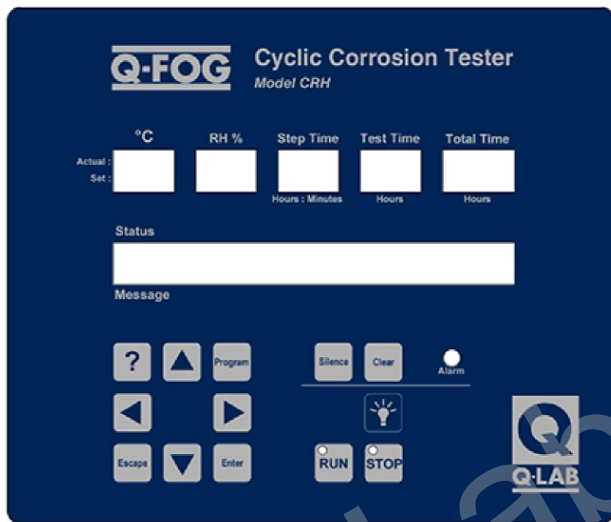 Q-FOG Cyclic Corrosion Tester
Model CRH
°C RH % Step Time Test Time Total Time
Actual :
Set :
Hours : Minutes Hours Hours
Status
Message
? Program Silence Clear Alarm
Escape Enter RUN STOP
Q-LAB